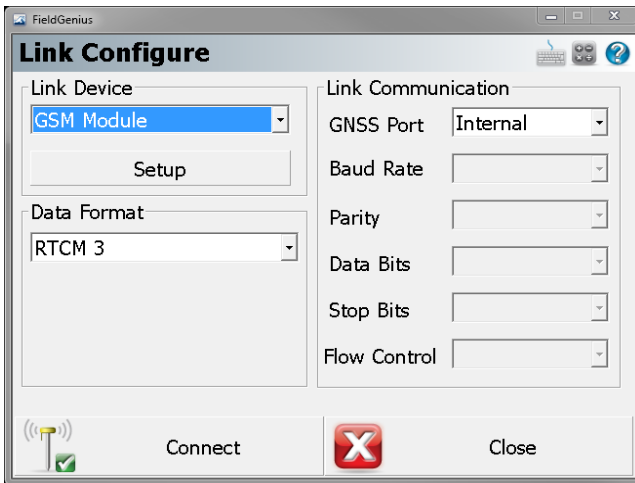 FieldGenius
Link Configure
Link Device
GSM Module
Setup
Data Format
RTCM 3
Link Communication
GNSS Port Internal
Baud Rate
Parity
Data Bits
Stop Bits
Flow Control
Connect
Close